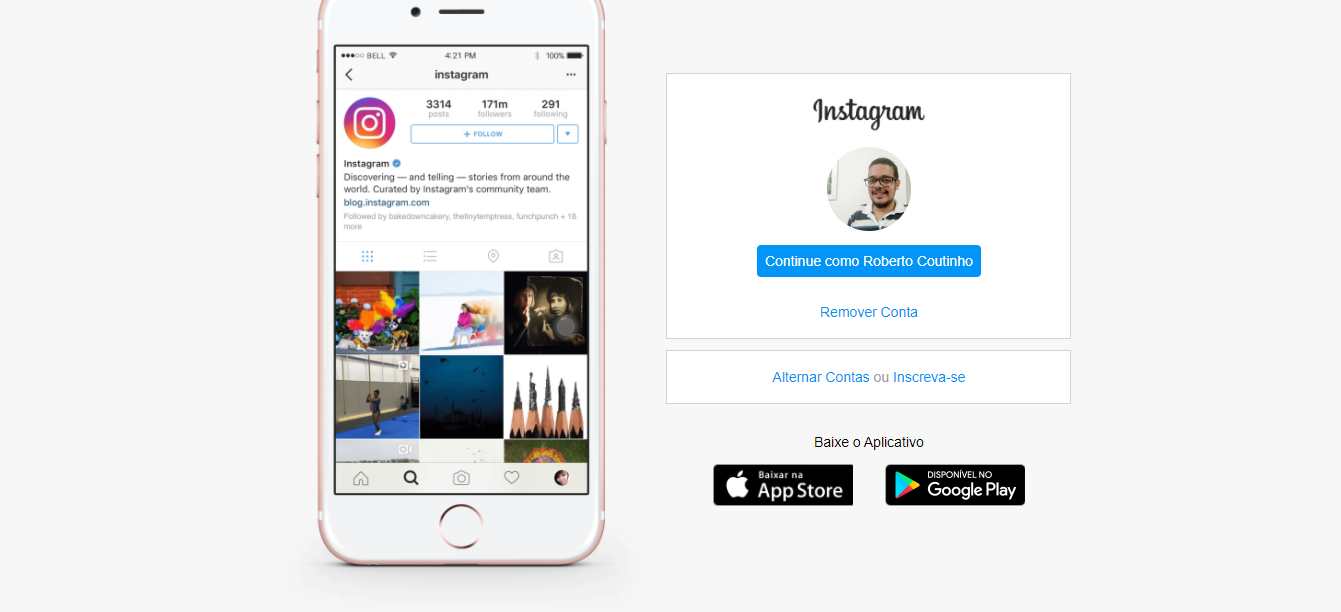 BELL
4:21 PM
100%
instagram
3314
171m
291
posts
followers
following
+ FOLLOW
Instagram
Discovering — and telling — stories from around the
world. Curated by Instagram's community team.
blog.instagram.com
Followed by bakedowncakery, thetinytemptress, lunchpunch + 18
more
Instagram
Continue como Roberto Coutinho
Remover Conta
Alternar Contas ou Inscreva-se
Baixe o Aplicativo
Baixar na
App Store
DISPONÍVEL NO
Google Play